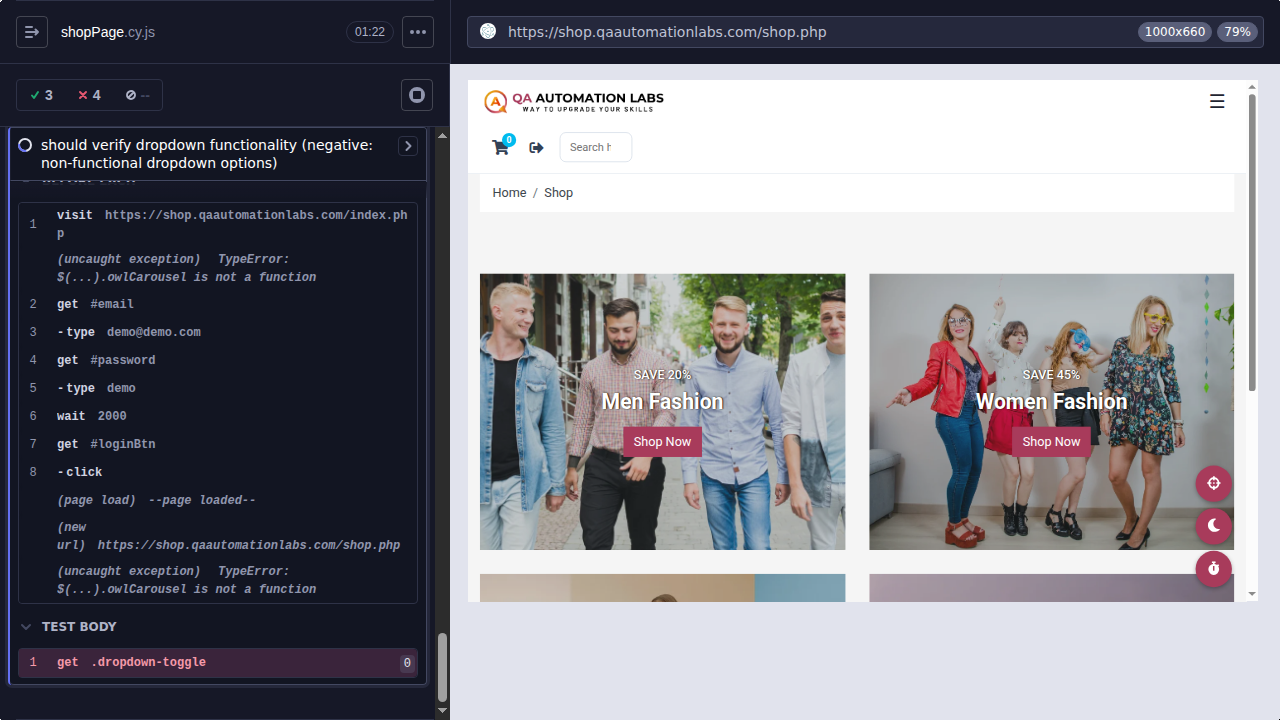 shopPage.cy.js
01:22
3
4
--
should verify dropdown functionality (negative:
non-functional dropdown options)
1 visit https://shop.qaautomationlabs.com/index.ph
p
(uncaught exception) TypeError:
$(...).owlCarousel is not a function
2 get #email
3 -type demo@demo.com
4 get #password
5 -type demo
6 wait 2000
7 get #loginBtn
8 -click
(page load) --page loaded--
(new
url) https://shop.qaautomationlabs.com/shop.php
(uncaught exception) TypeError:
$(...).owlCarousel is not a function
TEST BODY
1 get .dropdown-toggle 0
https://shop.qaautomationlabs.com/shop.php
1000x660
79%
QA AUTOMATION LABS
WAY TO UPGRADE YOUR SKILLS
0
Search h
Home / Shop
SAVE 20%
Men Fashion
Shop Now
SAVE 45%
Women Fashion
Shop Now